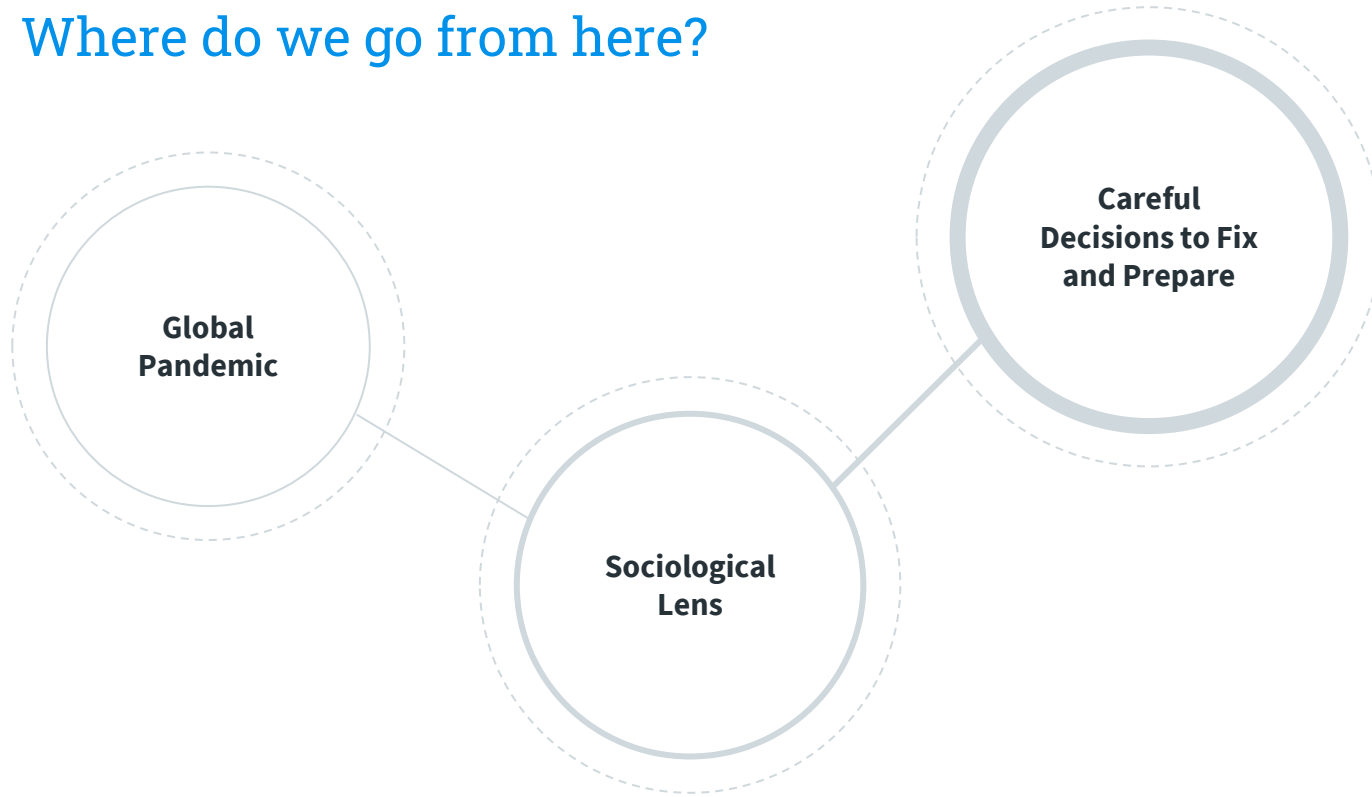 Where do we go from here?
Global
Pandemic
Sociological
Lens
Careful
Decisions to Fix
and Prepare